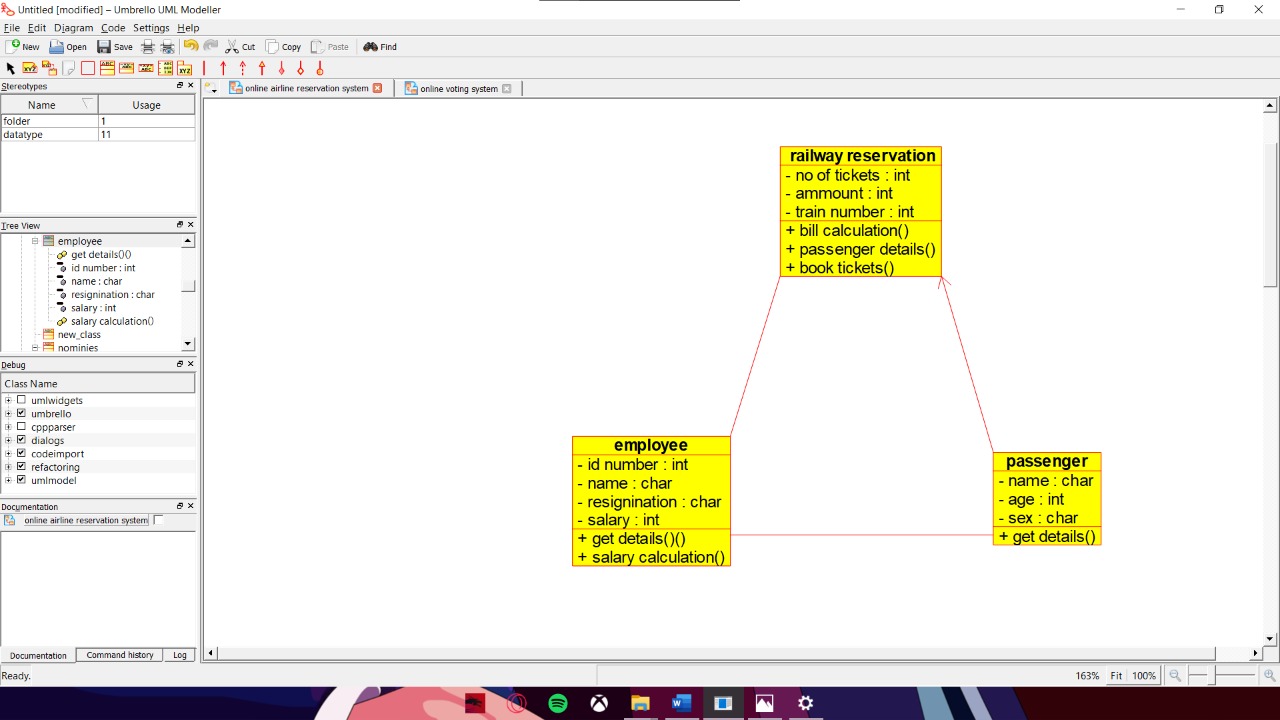 Untitled [modified] – Umbrello UML Modeller
File Edit Diagram Code Settings Help
New Open Save Cut Copy Paste Find
Stereotypes
Name Usage
folder 1
datatype 11
Tree View
employee
get details()()
id number : int
name : char
resignination : char
salary : int
salary calculation()
new_class
nominies
Debug
Class Name
umlwidgets
umbrello
cppparser
dialogs
codeimport
refactoring
umlmodel
Documentation
online airline reservation system
Documentation Command history Log
Ready.
online airline reservation system online voting system
railway reservation
- no of tickets : int
- ammount : int
- train number : int
+ bill calculation()
+ passenger details()
+ book tickets()
employee
- id number : int
- name : char
- resignination : char
- salary : int
+ get details()()
+ salary calculation()
passenger
- name : char
- age : int
- sex : char
+ get details()
163% Fit 100%